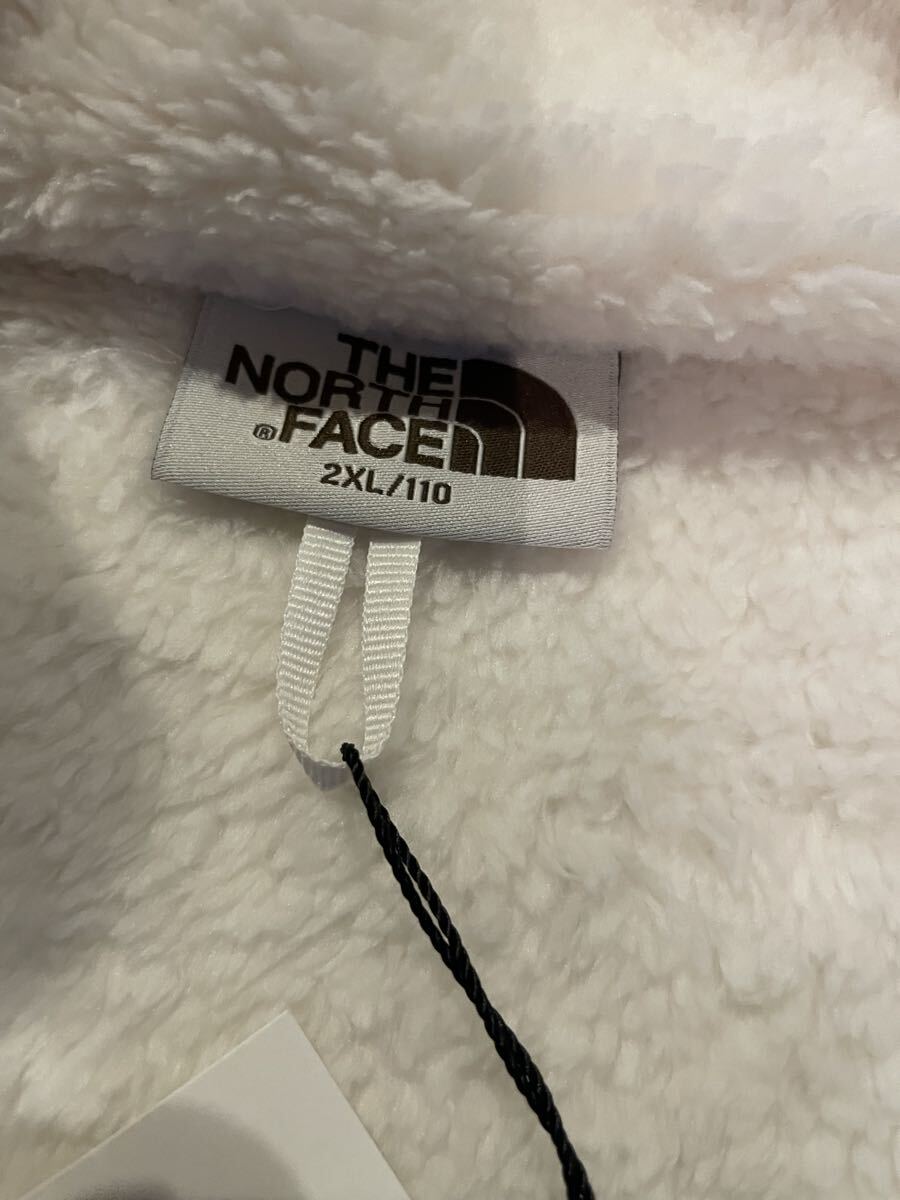 THE
NORTH
®FACE
2XL/110